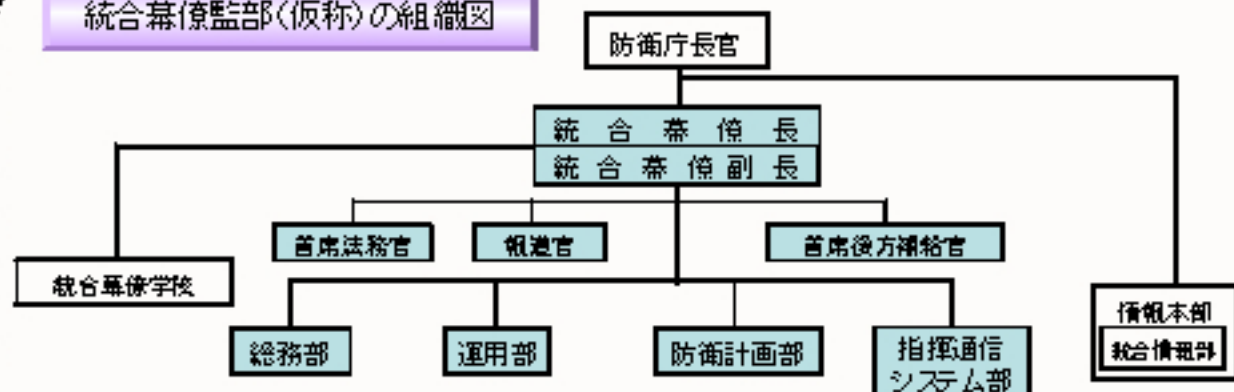 統合幕僚監部(仮称)の組織図
防衛庁長官
統合幕僚長
統合幕僚副長
首席法務官
報道官
首席後方補給官
統合幕僚学校
総務部
運用部
防衛計画部
指揮通信
システム部
情報本部
統合情報部